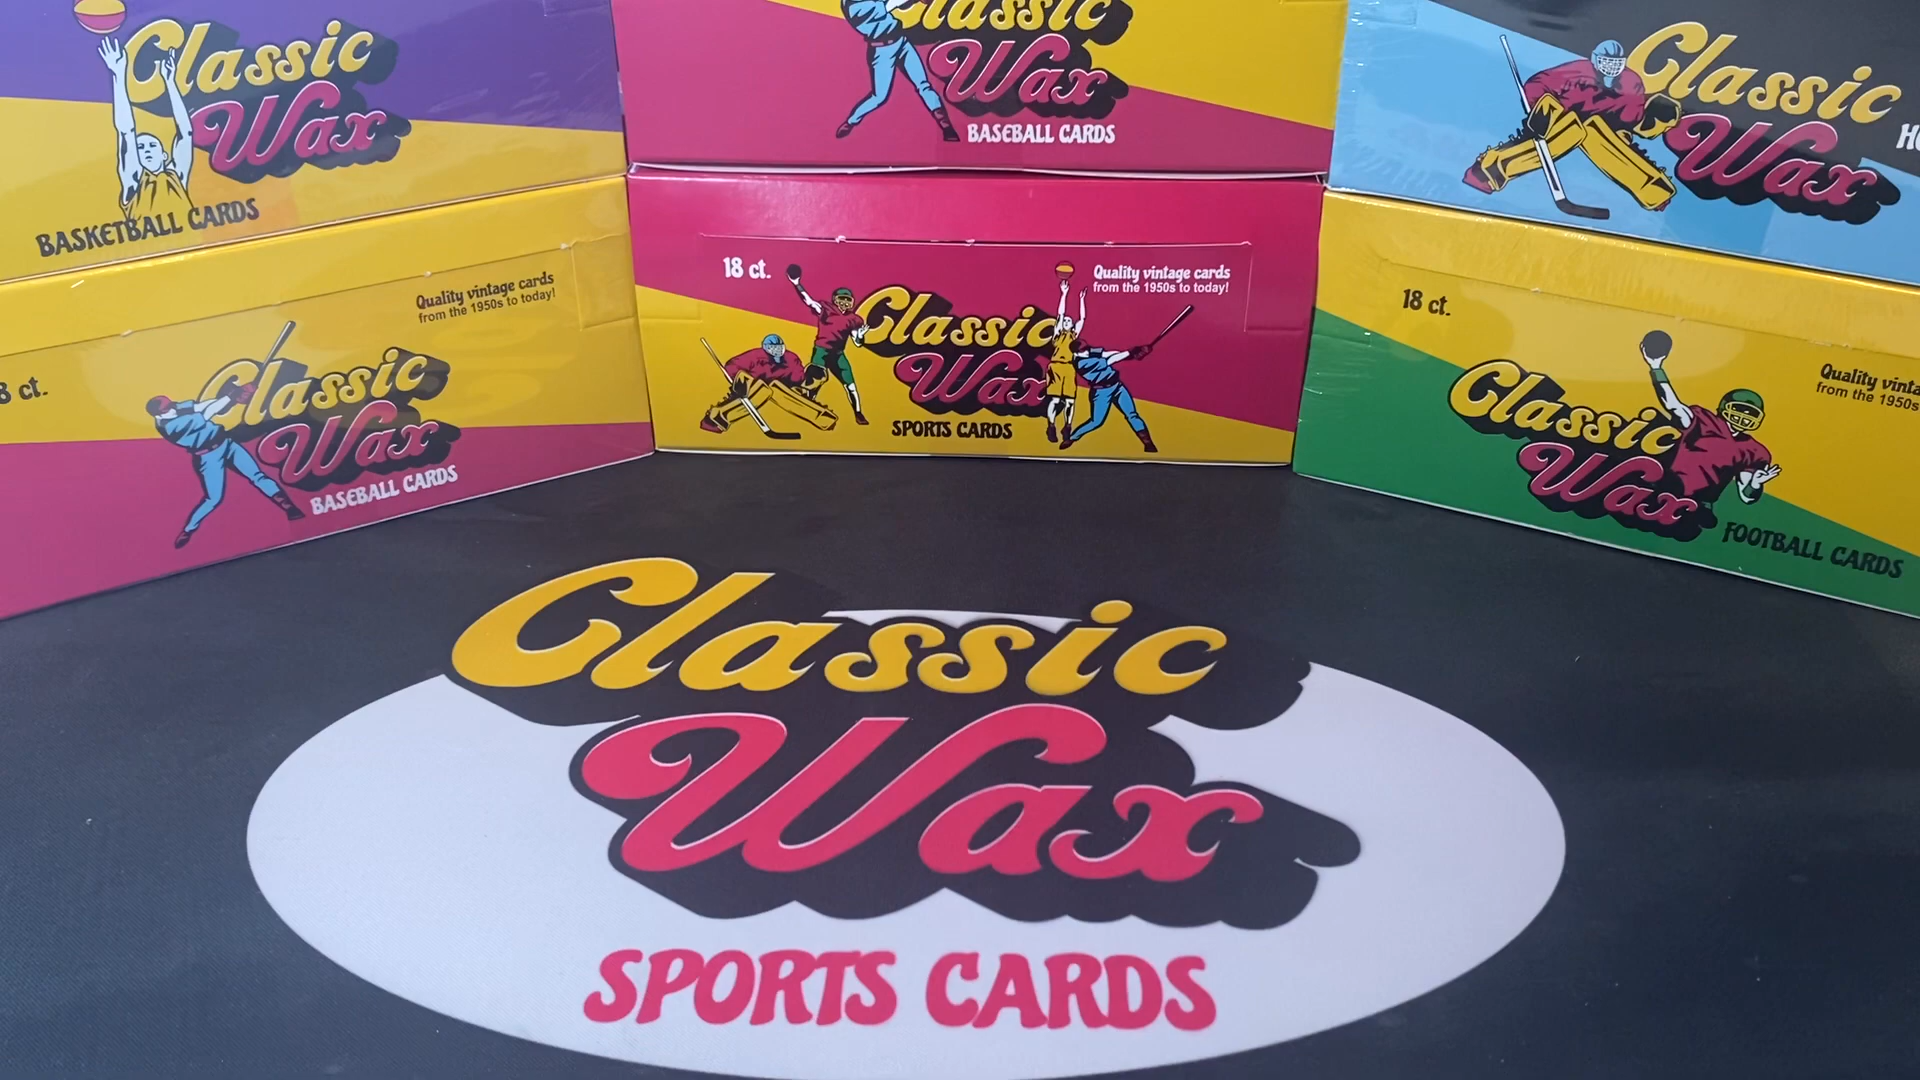 Classic
Wax
BASKETBALL CARDS
Classic
Wax
BASEBALL CARDS
Classic
Wax
Quality vintage cards
from the 1950s to today!
ct.
Classic
Wax
BASEBALL CARDS
18 ct.
Quality vintage cards
from the 1950s to today!
Classic
Wax
SPORTS CARDS
18 ct.
Quality
from the 1950s
Classic
Wax
FOOTBALL CARDS
Classic
Wax
SPORTS CARDS